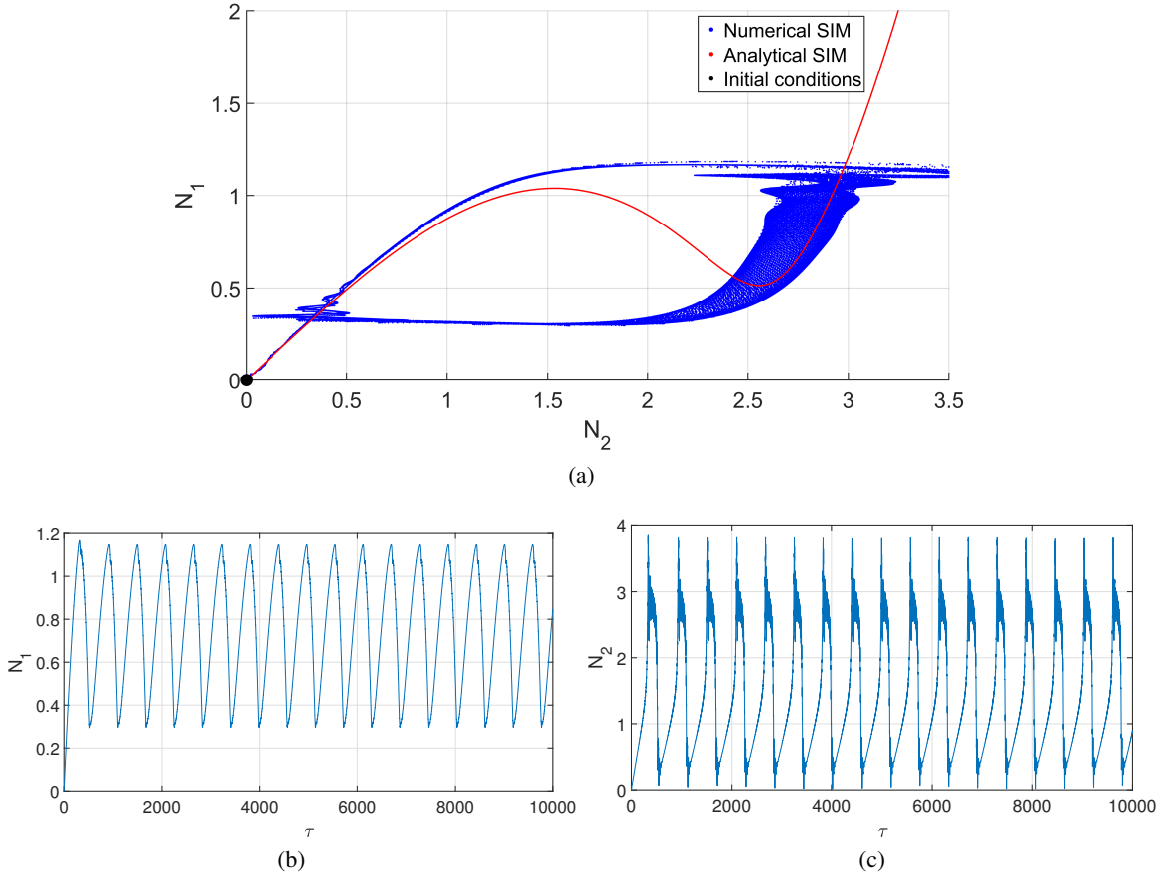 2
1.5
1
0.5
0
N1
Numerical SIM
Analytical SIM
Initial conditions
0 0.5 1 1.5 2 2.5 3 3.5
N2
(a)
1.2
1
0.8
0.6
0.4
0.2
0
N1
0 2000 4000 6000 8000 10000
τ
(b)
4
3
2
1
0
N2
0 2000 4000 6000 8000 10000
τ
(c)